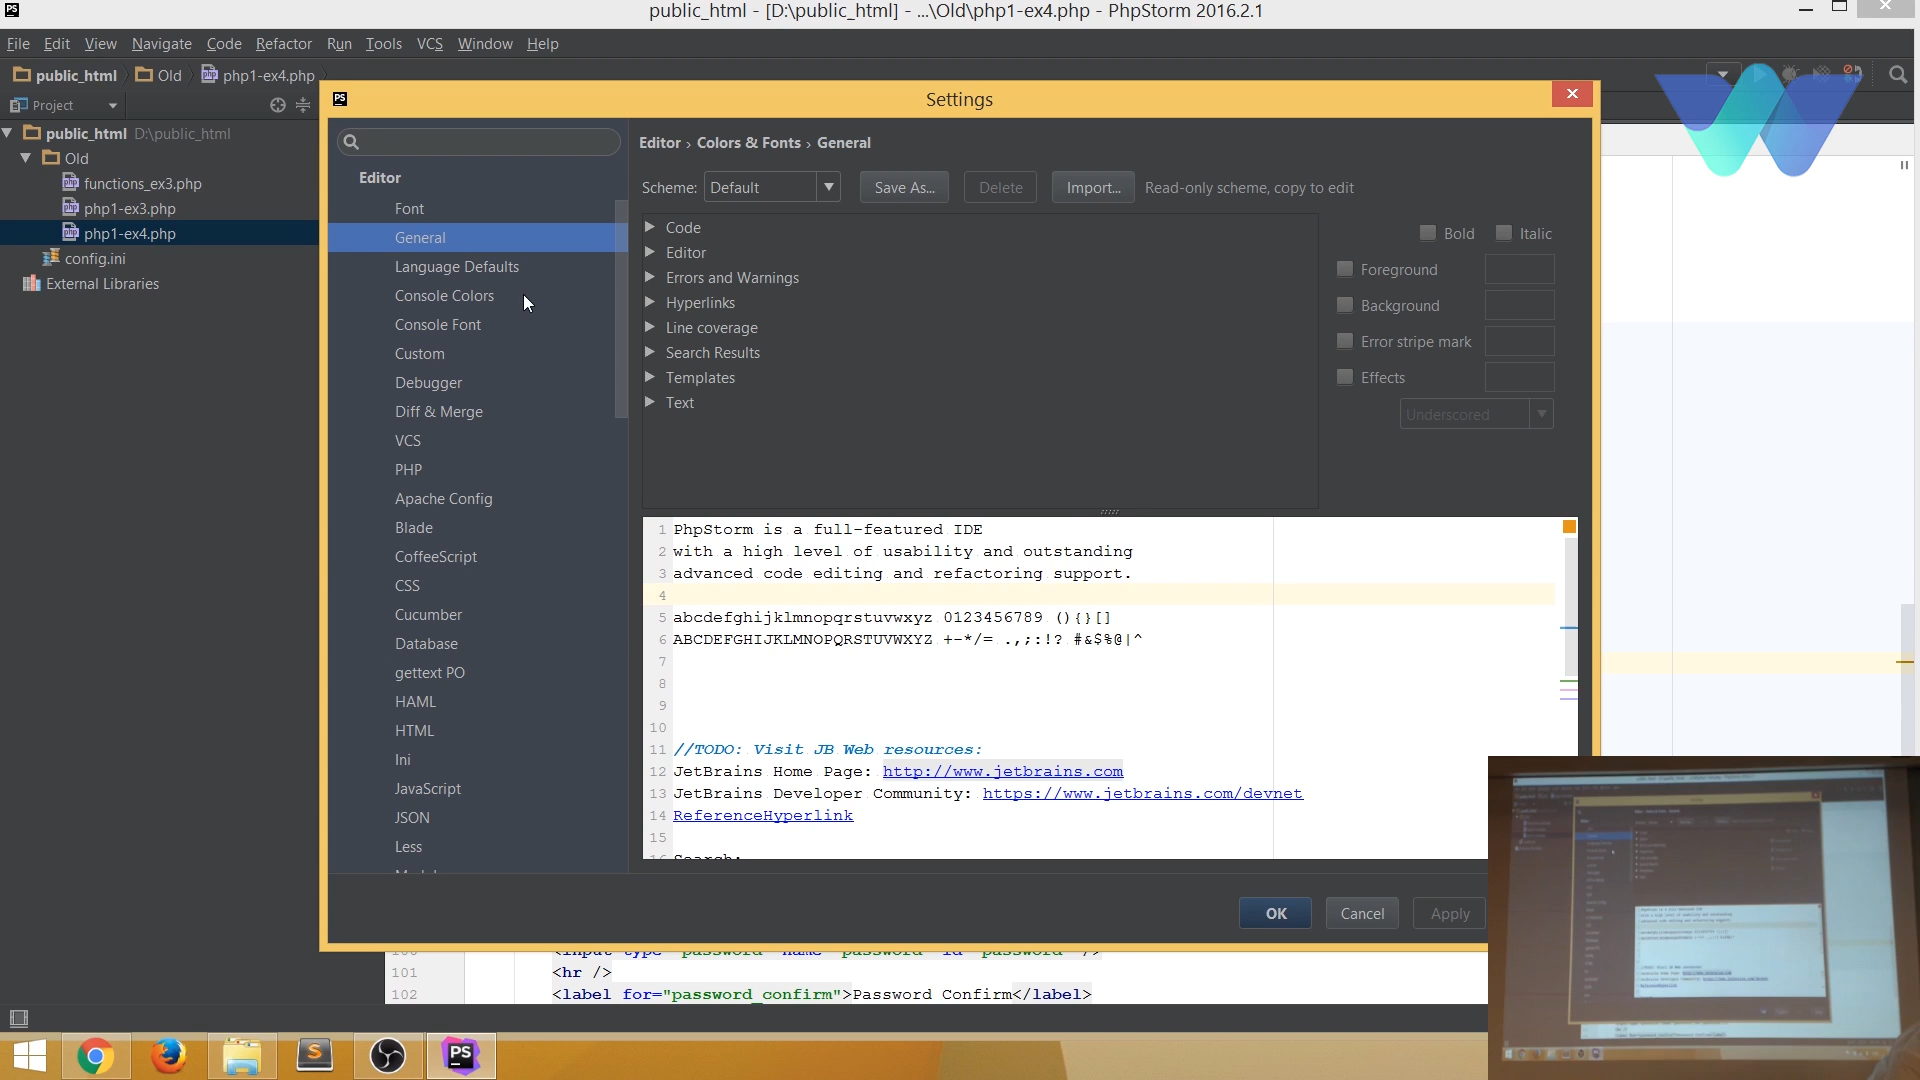 PS
public_html - [D:\public_html] - ...\Old\php1-ex4.php - PhpStorm 2016.2.1
File Edit View Navigate Code Refactor Run Tools VCS Window Help
public_html Old php1-ex4.php
Project
public_html D:\public_html
Old
functions_ex3.php
php1-ex3.php
php1-ex4.php
config.ini
External Libraries
PS
Settings
Editor
Font
General
Language Defaults
Console Colors
Console Font
Custom
Debugger
Diff & Merge
VCS
PHP
Apache Config
Blade
CoffeeScript
CSS
Cucumber
Database
gettext PO
HAML
HTML
Ini
JavaScript
JSON
Less
Editor › Colors & Fonts › General
Scheme: Default Save As... Delete Import... Read-only scheme, copy to edit
Code
Editor
Errors and Warnings
Hyperlinks
Line coverage
Search Results
Templates
Text
Bold Italic
Foreground
Background
Error stripe mark
Effects
Underscored
1 PhpStorm is a full-featured IDE
2 with a high level of usability and outstanding
3 advanced code editing and refactoring support.
4
5 abcdefghijklmnopqrstuvwxyz 0123456789 (){}[]
6 ABCDEFGHIJKLMNOPQRSTUVWXYZ +-*/= .,;:!? #&$%@|^
7
8
9
10
11 //TODO: Visit JB Web resources:
12 JetBrains Home Page: http://www.jetbrains.com
13 JetBrains Developer Community: https://www.jetbrains.com/devnet
14 ReferenceHyperlink
15
16 Search:
OK Cancel Apply
101 <hr />
102 <label for="password_confirm">Password Confirm</label>
S PS